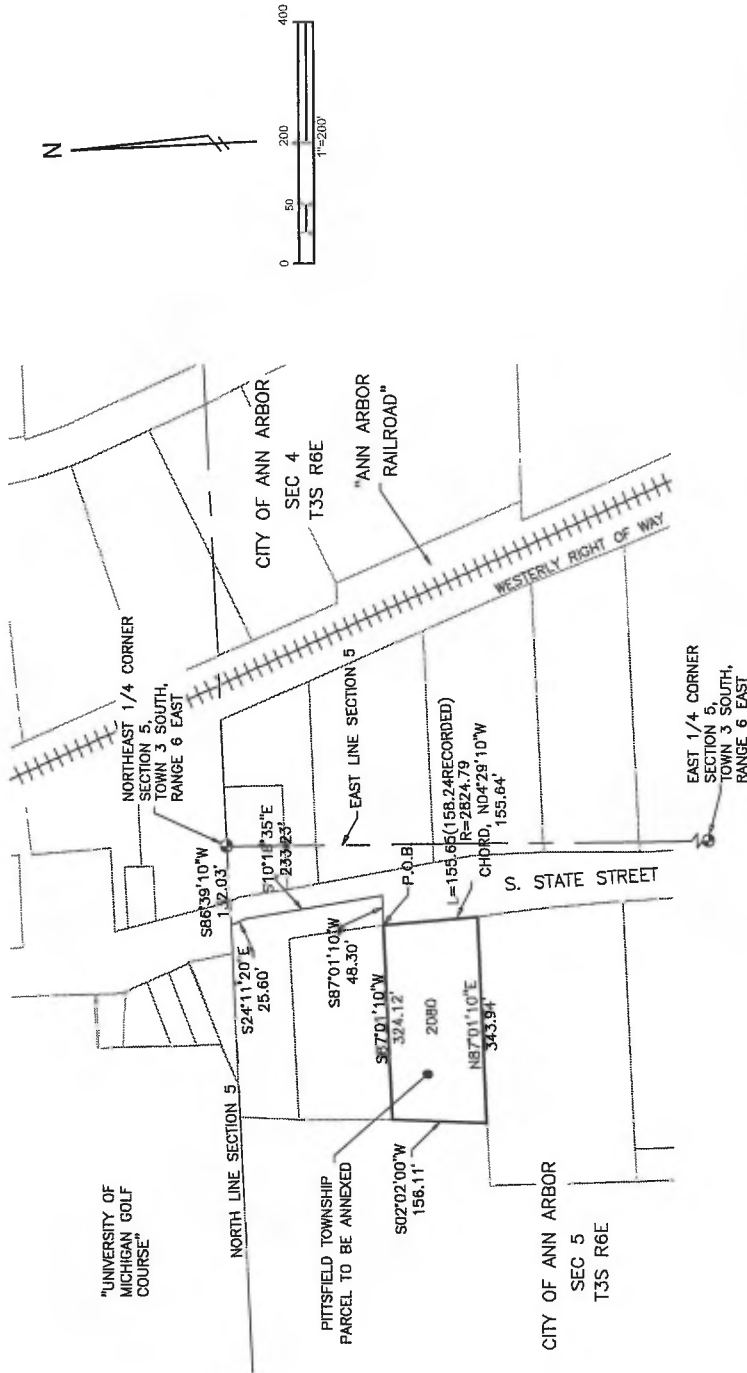 N
0
50
200
400
1"=200'
"UNIVERSITY OF
MICHIGAN GOLF
COURSE"
NORTH LINE SECTION 5
NORTHEAST 1/4 CORNER
SECTION 5,
TOWN 3 SOUTH,
RANGE 6 EAST
S86°39'10"W
132.03'
S24°11'20"E
25.60'
S10°18'35"E
233.23'
CITY OF ANN ARBOR
SEC 4
T3S R6E
"ANN ARBOR
RAILROAD"
WESTERLY RIGHT OF WAY
EAST LINE SECTION 5
S87°01'10"W
48.30'
P.O.B.
PITTSFIELD TOWNSHIP
PARCEL TO BE ANNEXED
S87°01'10"W
324.12'
2080
N87°01'10"E
343.94'
L=155.65(158.24RECORDED)
R=2824.79
CHORD, N04°29'10"W
155.64'
S02°02'00"W
156.11'
S. STATE STREET
CITY OF ANN ARBOR
SEC 5
T3S R6E
EAST 1/4 CORNER
SECTION 5,
TOWN 3 SOUTH,
RANGE 6 EAST